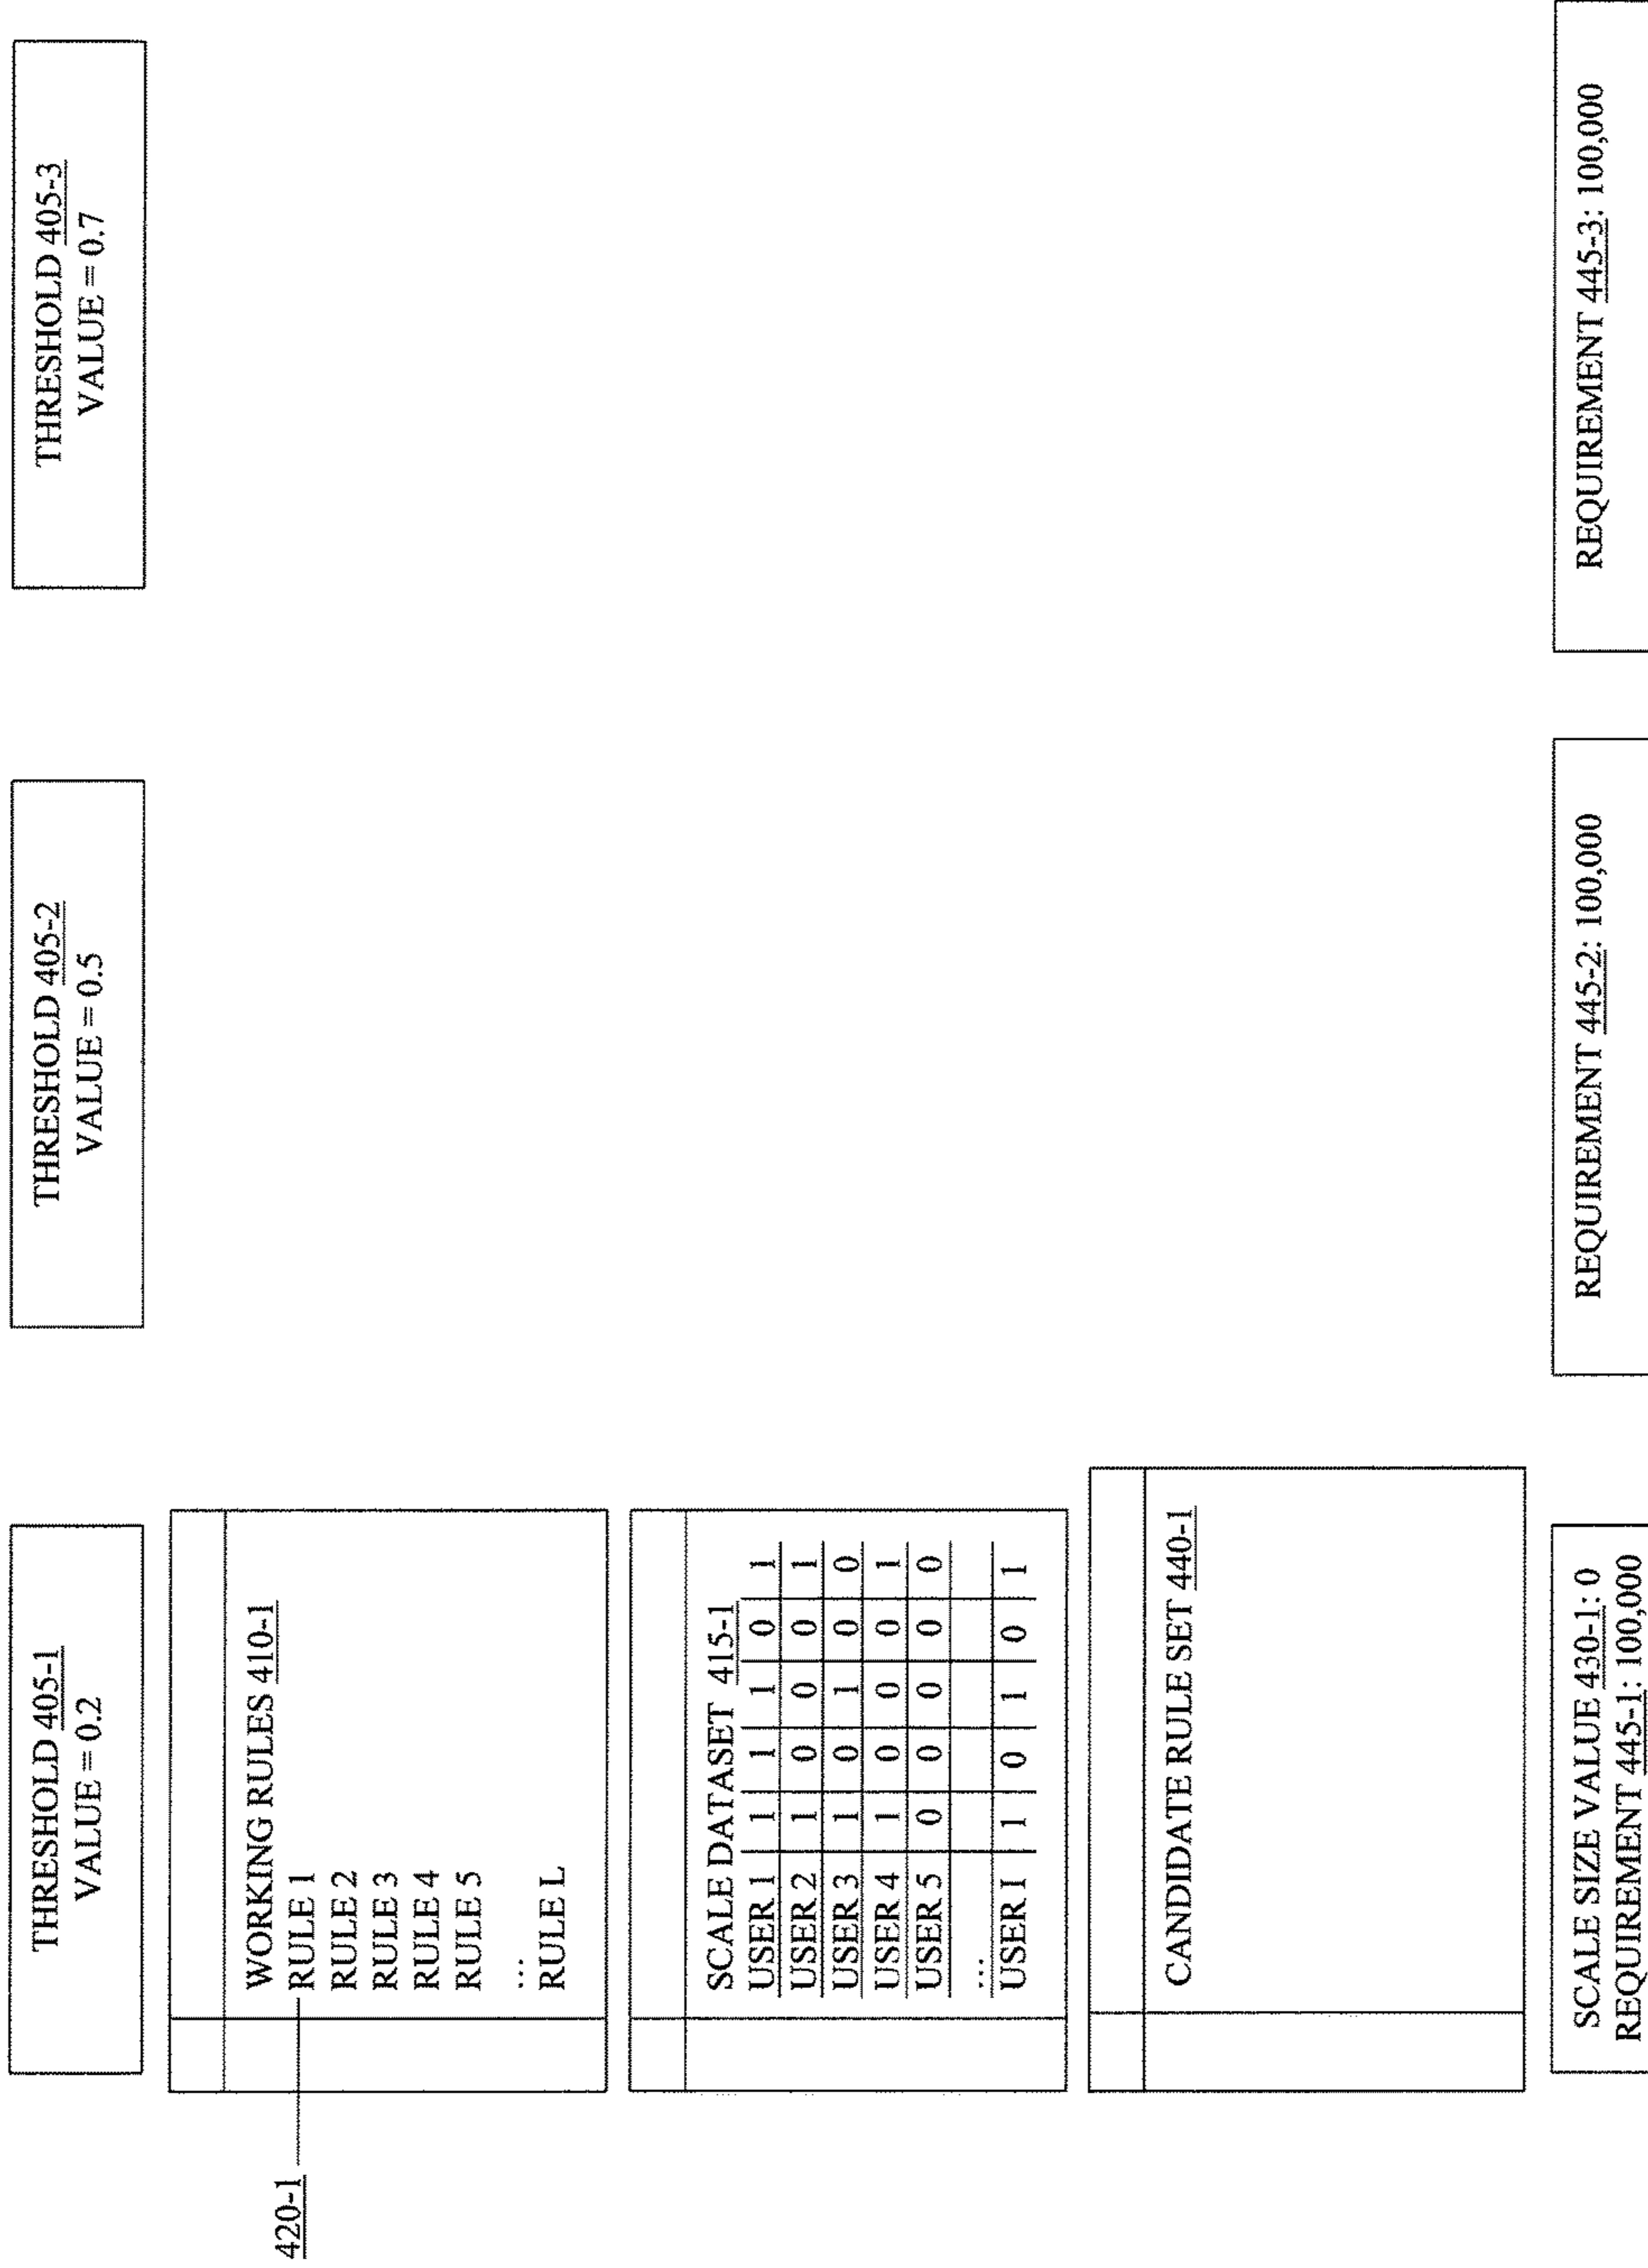 THRESHOLD 405-1
VALUE = 0.2
THRESHOLD 405-2
VALUE = 0.5
THRESHOLD 405-3
VALUE = 0.7
420-1
WORKING RULES 410-1
RULE 1
RULE 2
RULE 3
RULE 4
RULE 5
...
RULE L
SCALE DATASET 415-1
USER 1 1 1 1 0 1
USER 2 1 0 0 0 1
USER 3 1 0 1 0 0
USER 4 1 0 0 0 1
USER 5 0 0 0 0 0
...
USER I 1 0 1 0 1
CANDIDATE RULE SET 440-1
SCALE SIZE VALUE 430-1: 0
REQUIREMENT 445-1: 100,000
REQUIREMENT 445-2: 100,000
REQUIREMENT 445-3: 100,000